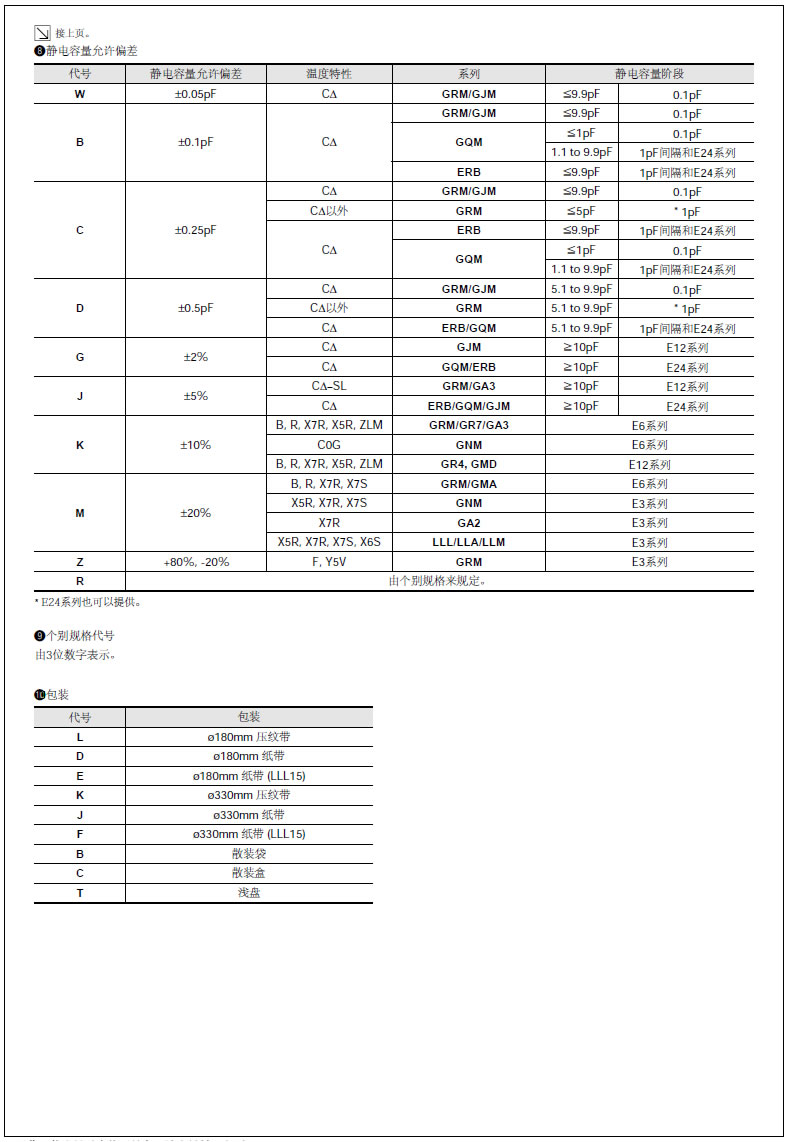 接上页。
❽静电容量允许偏差
代号 静电容量允许偏差 温度特性 系列 静电容量阶段
W ±0.05pF CΔ GRM/GJM ≦9.9pF 0.1pF
B ±0.1pF CΔ GRM/GJM ≦9.9pF 0.1pF
GQM ≦1pF 0.1pF
1.1 to 9.9pF 1pF间隔和E24系列
ERB ≦9.9pF 1pF间隔和E24系列
C ±0.25pF CΔ GRM/GJM ≦9.9pF 0.1pF
CΔ以外 GRM ≦5pF * 1pF
CΔ ERB ≦9.9pF 1pF间隔和E24系列
GQM ≦1pF 0.1pF
1.1 to 9.9pF 1pF间隔和E24系列
D ±0.5pF CΔ GRM/GJM 5.1 to 9.9pF 0.1pF
CΔ以外 GRM 5.1 to 9.9pF * 1pF
CΔ ERB/GQM 5.1 to 9.9pF 1pF间隔和E24系列
G ±2% CΔ GJM ≧10pF E12系列
CΔ GQM/ERB ≧10pF E24系列
J ±5% CΔ–SL GRM/GA3 ≧10pF E12系列
CΔ ERB/GQM/GJM ≧10pF E24系列
K ±10% B, R, X7R, X5R, ZLM GRM/GR7/GA3 E6系列
C0G GNM E6系列
B, R, X7R, X5R, ZLM GR4, GMD E12系列
M ±20% B, R, X7R, X7S GRM/GMA E6系列
X5R, X7R, X7S GNM E3系列
X7R GA2 E3系列
X5R, X7R, X7S, X6S LLL/LLA/LLM E3系列
Z +80%, -20% F, Y5V GRM E3系列
R 由个别规格来规定。
* E24系列也可以提供。
❾个别规格代号
由3位数字表示。
❿包装
代号 包装
L ø180mm 压纹带
D ø180mm 纸带
E ø180mm 纸带 (LLL15)
K ø330mm 压纹带
J ø330mm 纸带
F ø330mm 纸带 (LLL15)
B 散装袋
C 散装盒
T 浅盘